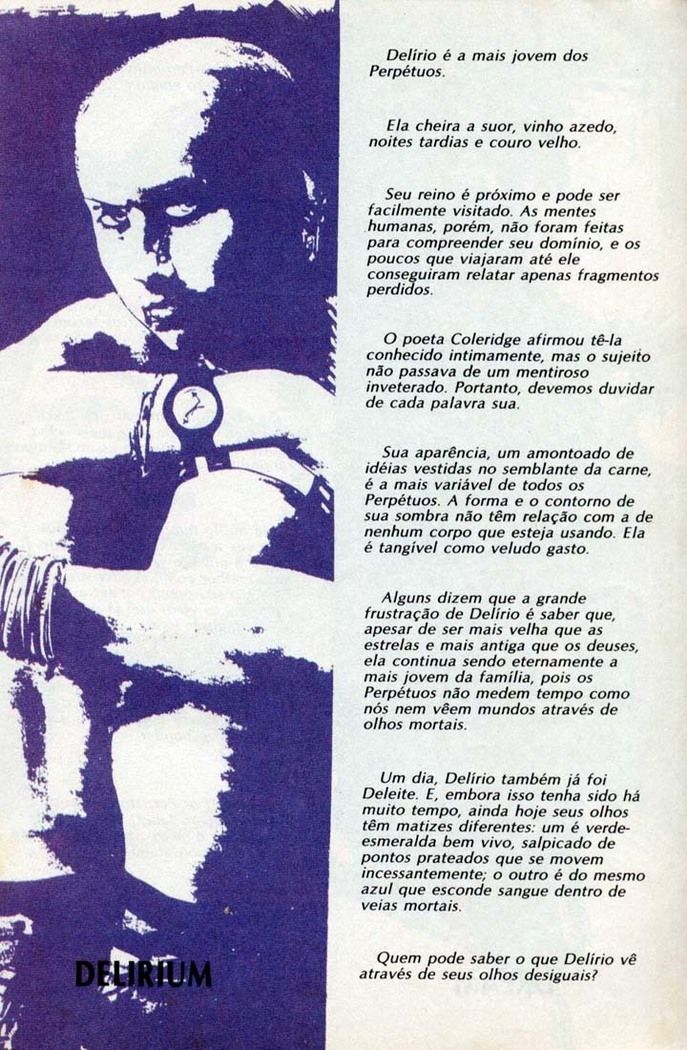 Delírio é a mais jovem dos
Perpétuos.
Ela cheira a suor, vinho azedo,
noites tardias e couro velho.
Seu reino é próximo e pode ser
facilmente visitado. As mentes
humanas, porém, não foram feitas
para compreender seu domínio, e os
poucos que viajaram até ele
conseguiram relatar apenas fragmentos
perdidos.
O poeta Coleridge afirmou tê-la
conhecido intimamente, mas o sujeito
não passava de um mentiroso
inveterado. Portanto, devemos duvidar
de cada palavra sua.
Sua aparência, um amontoado de
idéias vestidas no semblante da carne,
é a mais variável de todos os
Perpétuos. A forma e o contorno de
sua sombra não têm relação com a de
nenhum corpo que esteja usando. Ela
é tangível como veludo gasto.
Alguns dizem que a grande
frustração de Delírio é saber que,
apesar de ser mais velha que as
estrelas e mais antiga que os deuses,
ela continua sendo eternamente a
mais jovem da família, pois os
Perpétuos não medem tempo como
nós nem vêem mundos através de
olhos mortais.
Um dia, Delírio também já foi
Deleite. E, embora isso tenha sido há
muito tempo, ainda hoje seus olhos
têm matizes diferentes: um é verde-
esmeralda bem vivo, salpicado de
pontos prateados que se movem
incessantemente; o outro é do mesmo
azul que esconde sangue dentro de
veias mortais.
Quem pode saber o que Delírio vê
através de seus olhos desiguais?
DELIRIUM